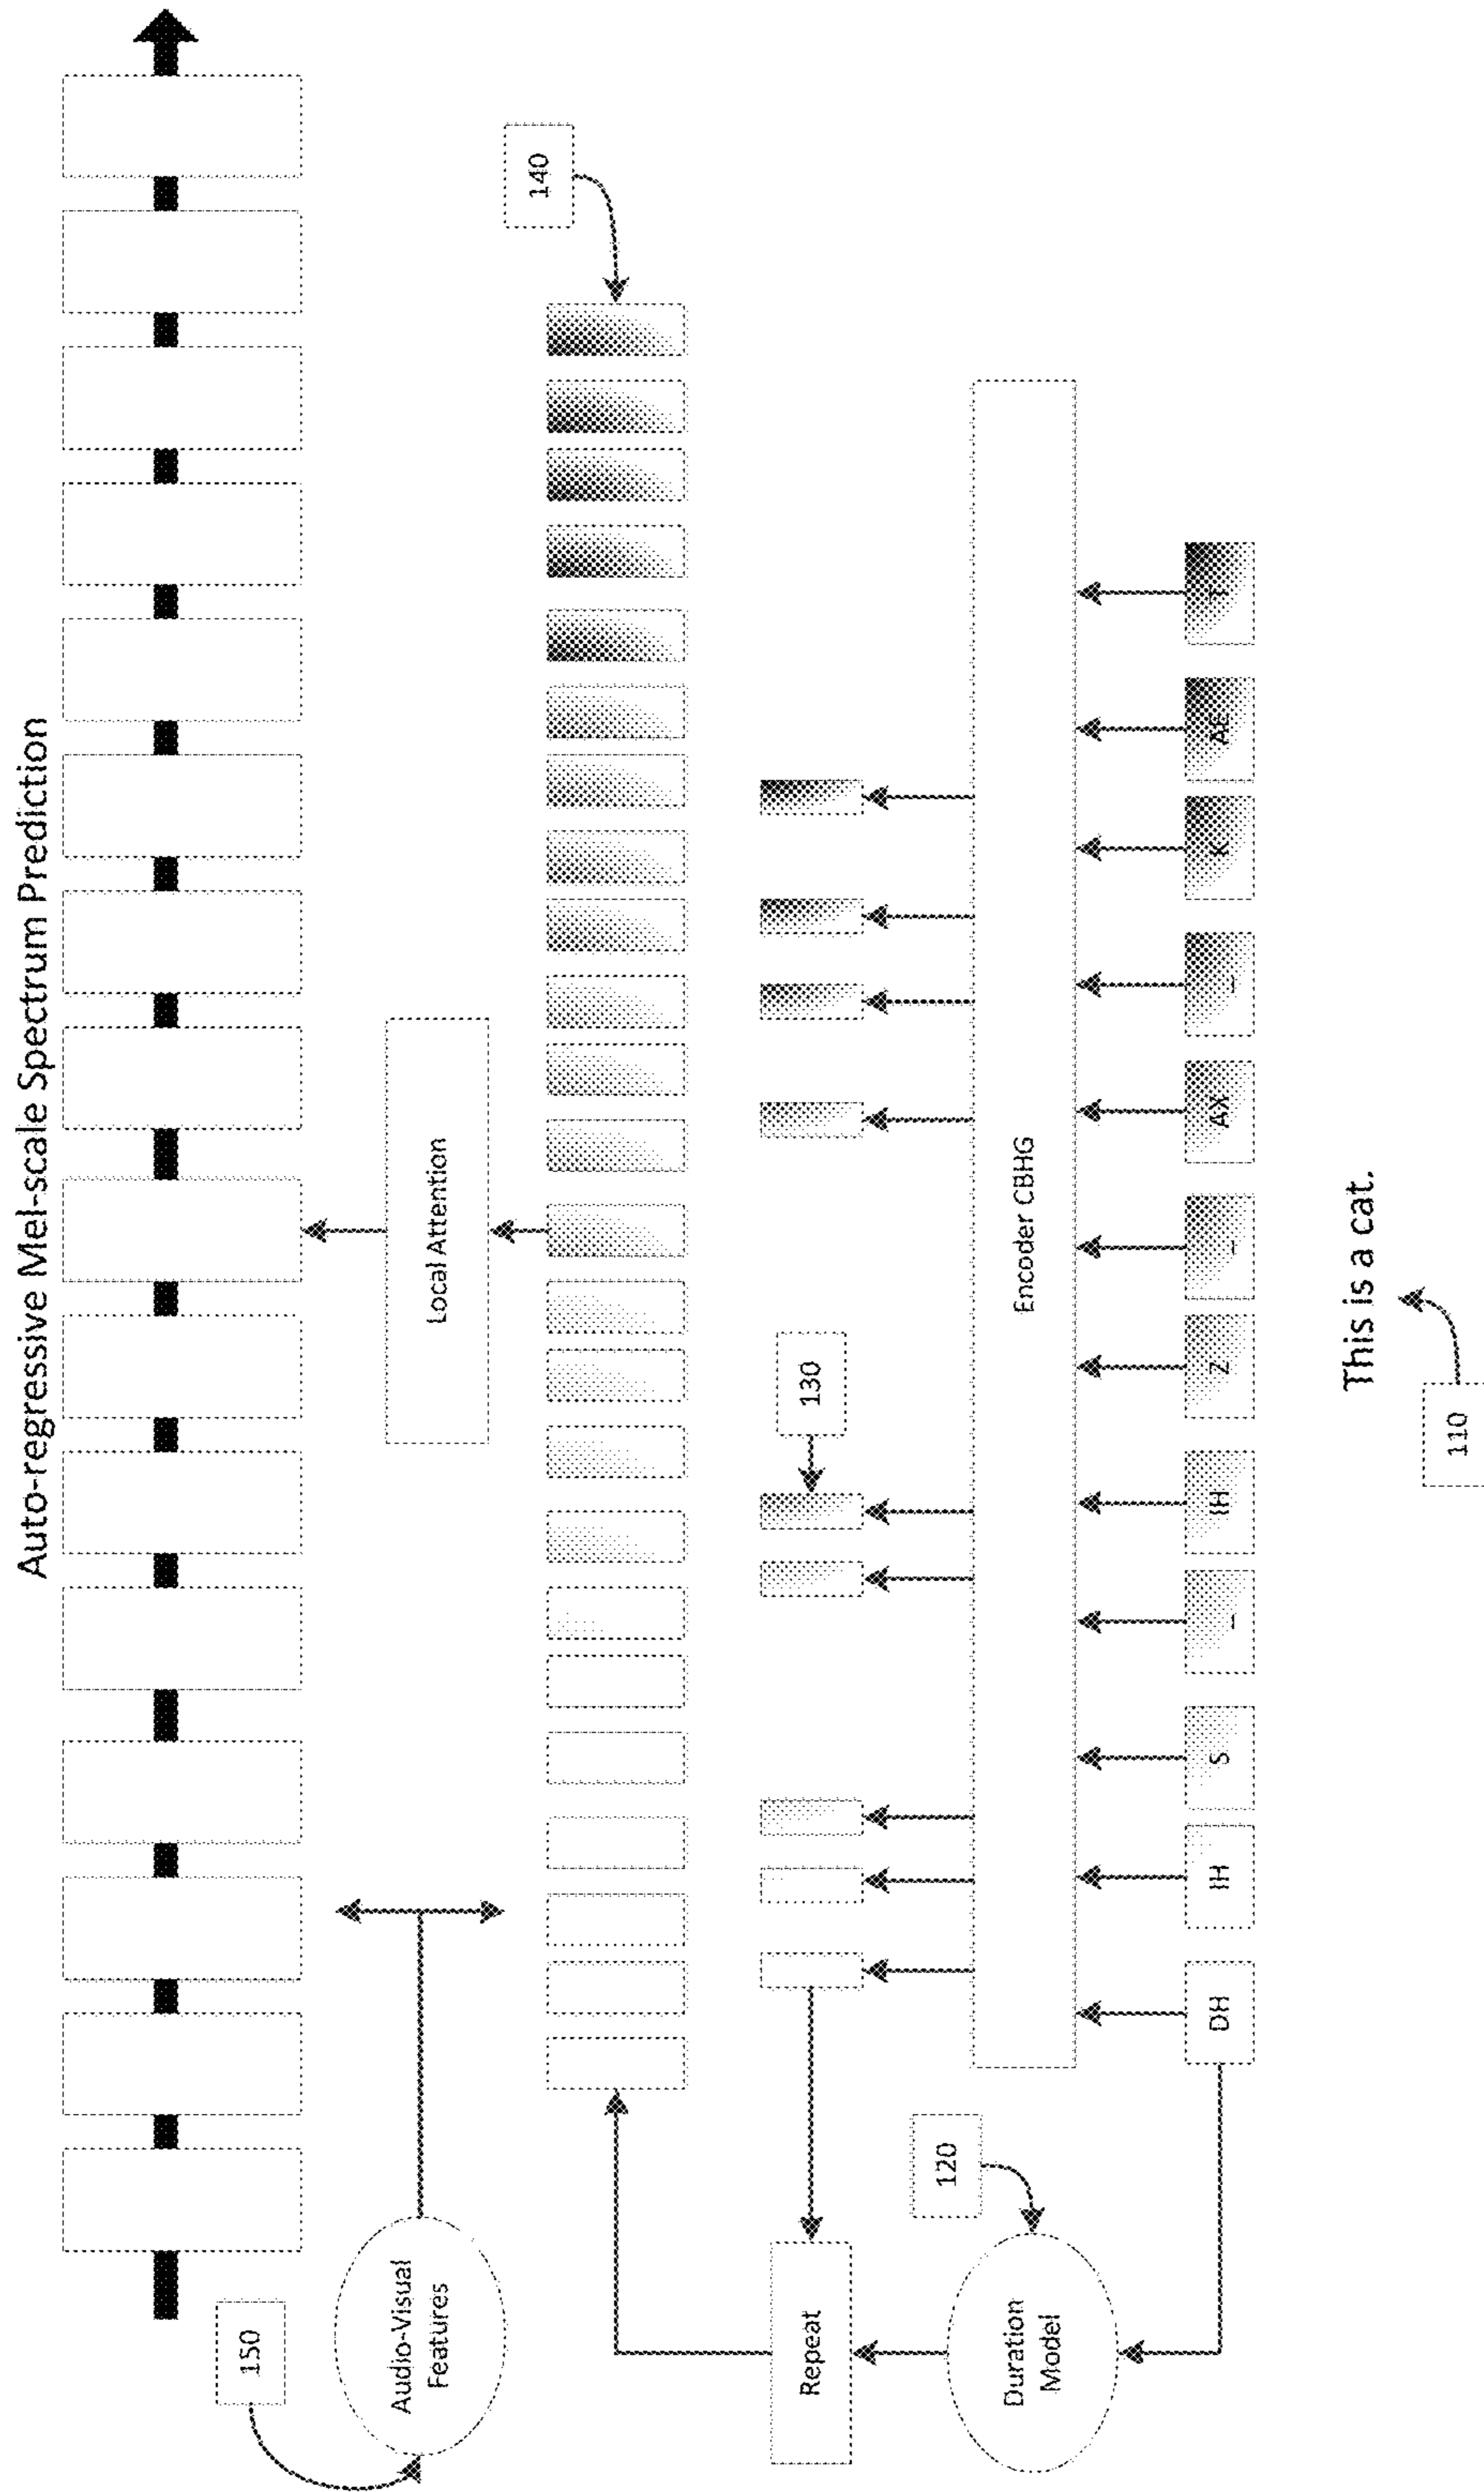 Auto-regressive Mel-scale Spectrum Prediction
150
Audio-Visual
Features
Local Attention
140
Repeat
130
120
Duration
Model
Encoder CBHG
DH
IH
S
_
IH
Z
_
AX
_
K
AE
T
This is a cat.
110